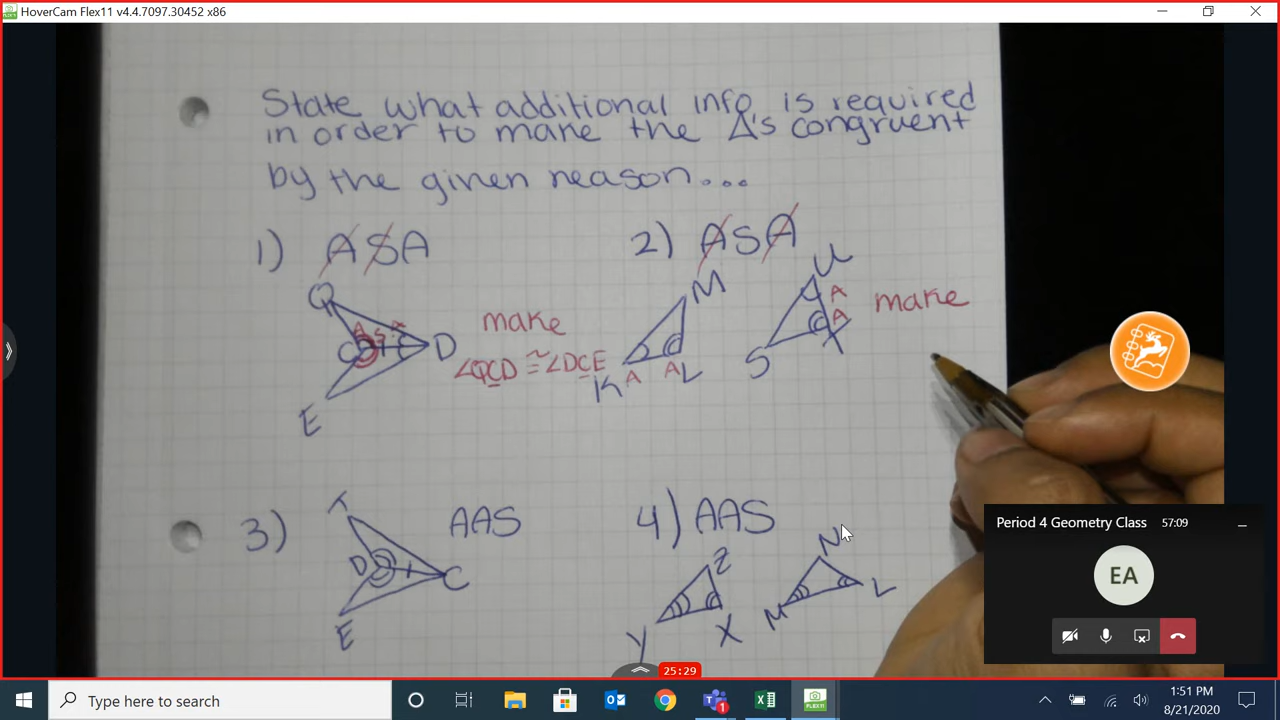 HoverCam Flex11 v4.4.7097.30452 x86
State what additional info is required
in order to make the Δ's congruent
by the given reason...
1) ASA
Q
A S A
C
D
E
make
∠QCD ≅ ∠DCE
2) ASA
M
K
A
A
L
U
A
A
X
S
make
3)
AAS
D
C
E
4) AAS
Z
Y
X
N
M
L
Period 4 Geometry Class 57:09
EA
25:29
Type here to search
1
FLEX11
1:51 PM
8/21/2020